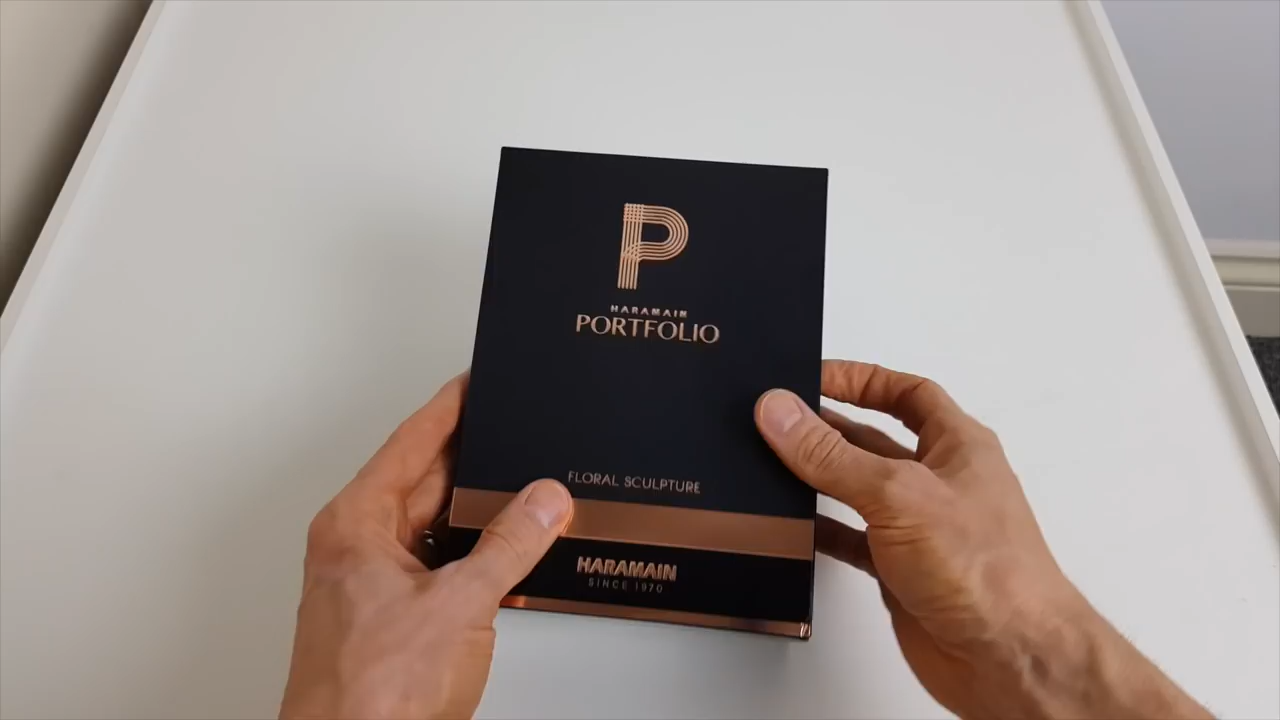 P
HARAMAIN
PORTFOLIO
FLORAL SCULPTURE
HARAMAIN
SINCE 1970